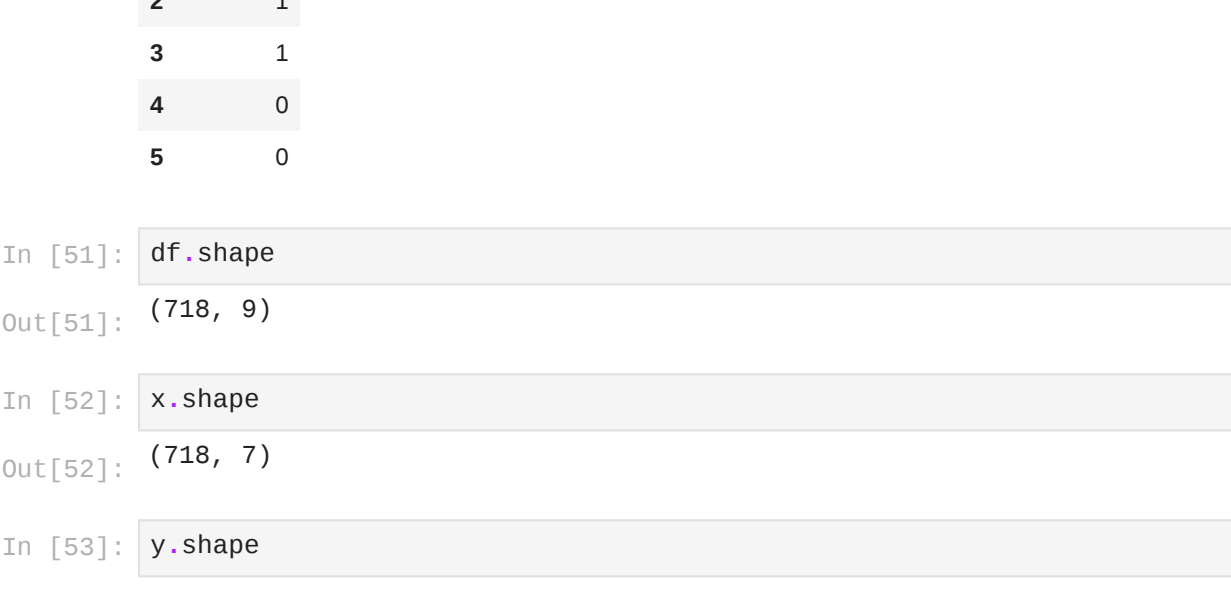 2 1
3 1
4 0
5 0
In [51]: df.shape
Out[51]: (718, 9)
In [52]: x.shape
Out[52]: (718, 7)
In [53]: y.shape